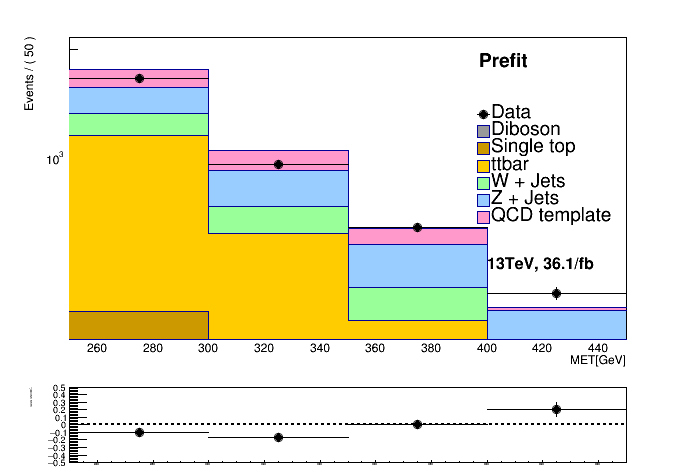 Prefit
Events / ( 50 )
10³
Data
Diboson
Single top
ttbar
W + Jets
Z + Jets
QCD template
13TeV, 36.1/fb
260 280 300 320 340 360 380 400 420 440
MET[GeV]
0.5
0.4
0.3
0.2
0.1
0
−0.1
−0.2
−0.3
−0.4
−0.5